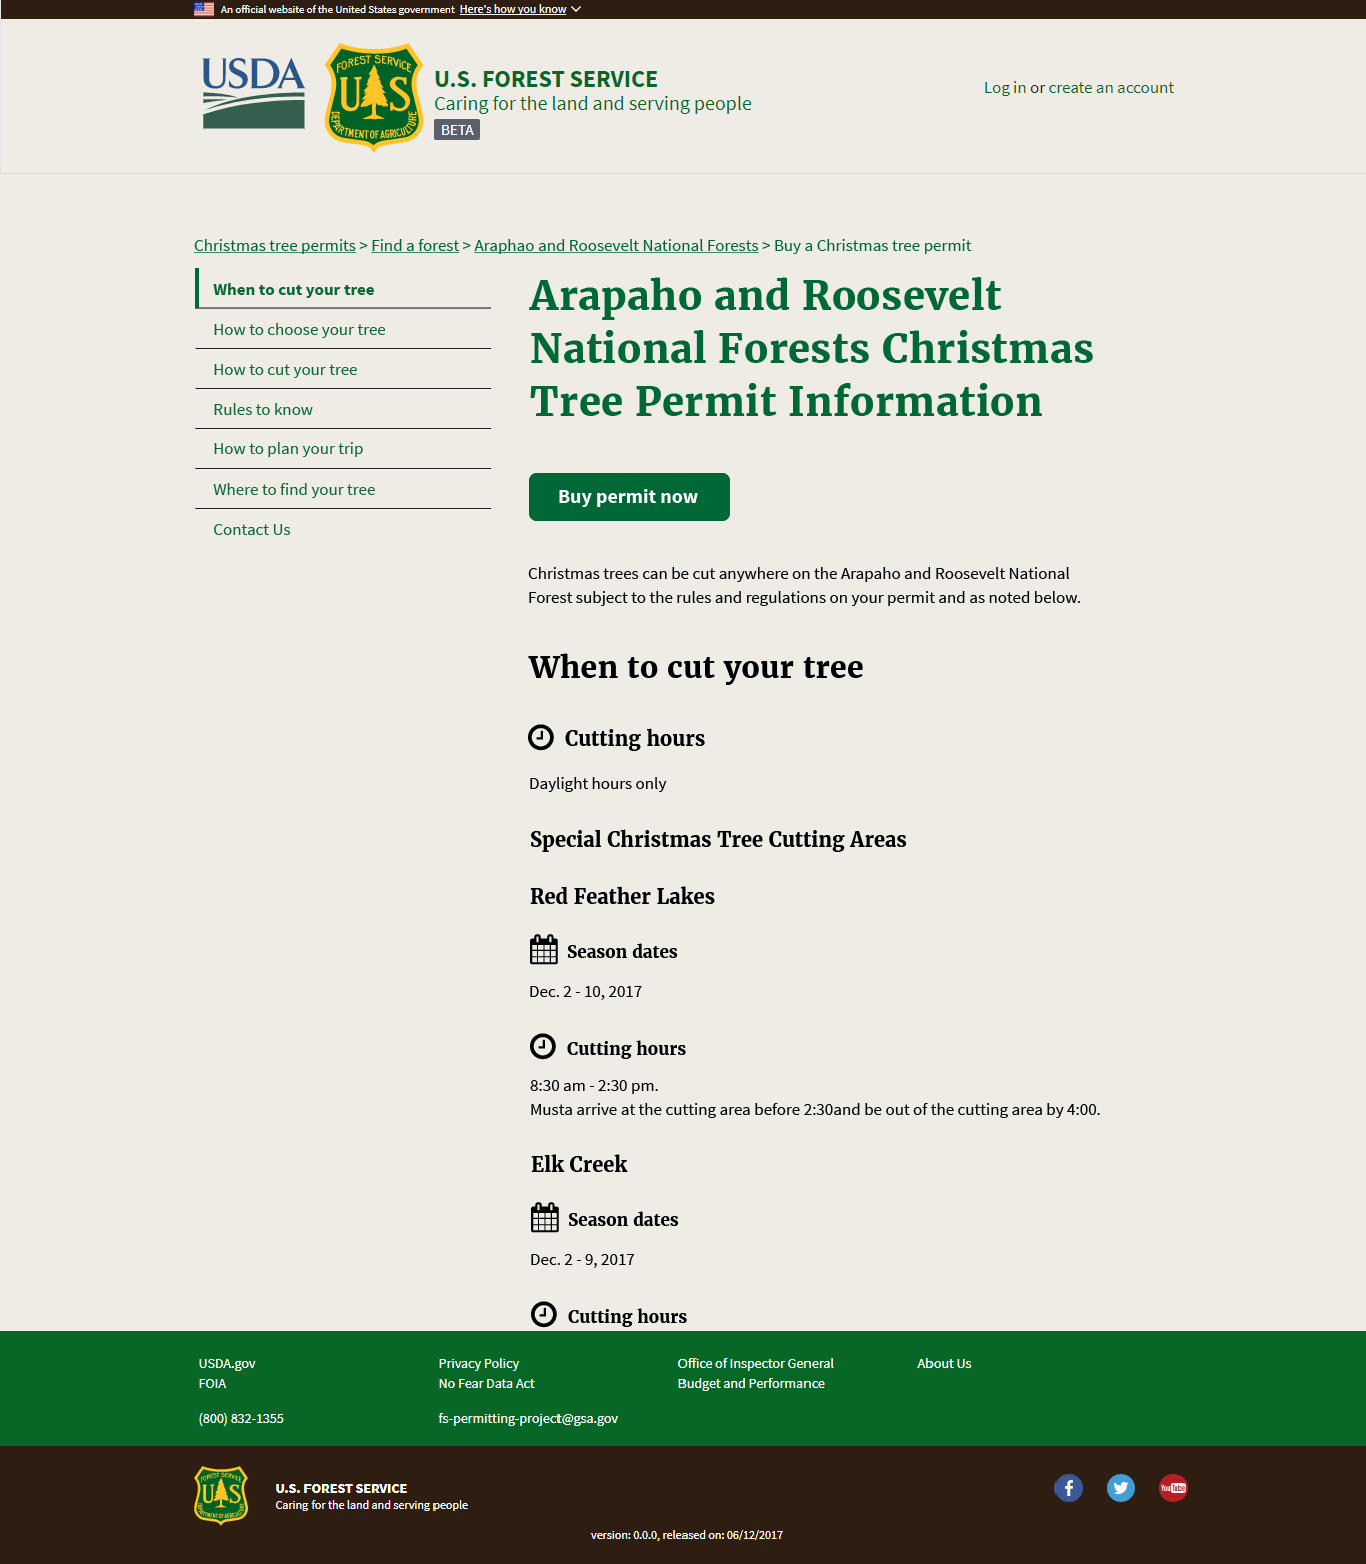 An official website of the United States government Here's how you know
USDA
FOREST SERVICE
U S
DEPARTMENT OF AGRICULTURE
U.S. FOREST SERVICE
Caring for the land and serving people
BETA
Log in or create an account
Christmas tree permits > Find a forest > Araphao and Roosevelt National Forests > Buy a Christmas tree permit
When to cut your tree
How to choose your tree
How to cut your tree
Rules to know
How to plan your trip
Where to find your tree
Contact Us
Arapaho and Roosevelt
National Forests Christmas
Tree Permit Information
Buy permit now
Christmas trees can be cut anywhere on the Arapaho and Roosevelt National
Forest subject to the rules and regulations on your permit and as noted below.
When to cut your tree
Cutting hours
Daylight hours only
Special Christmas Tree Cutting Areas
Red Feather Lakes
Season dates
Dec. 2 - 10, 2017
Cutting hours
8:30 am - 2:30 pm.
Musta arrive at the cutting area before 2:30and be out of the cutting area by 4:00.
Elk Creek
Season dates
Dec. 2 - 9, 2017
Cutting hours
USDA.gov
FOIA
(800) 832-1355
Privacy Policy
No Fear Data Act
fs-permitting-project@gsa.gov
Office of Inspector General
Budget and Performance
About Us
FOREST SERVICE
U S
DEPARTMENT OF AGRICULTURE
U.S. FOREST SERVICE
Caring for the land and serving people
YouTube
version: 0.0.0, released on: 06/12/2017